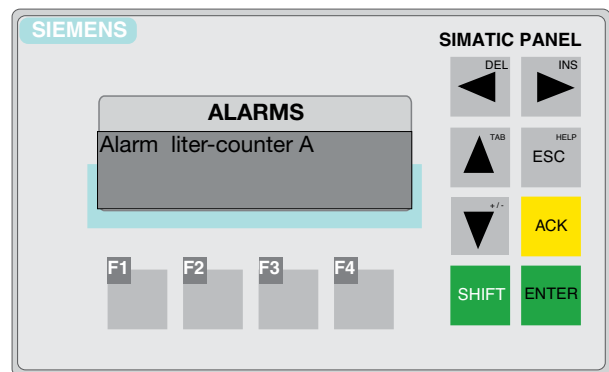 SIEMENS
SIMATIC PANEL
DEL
INS
ALARMS
Alarm  liter-counter A
TAB
HELP
ESC
+/-
ACK
F1
F2
F3
F4
SHIFT
ENTER